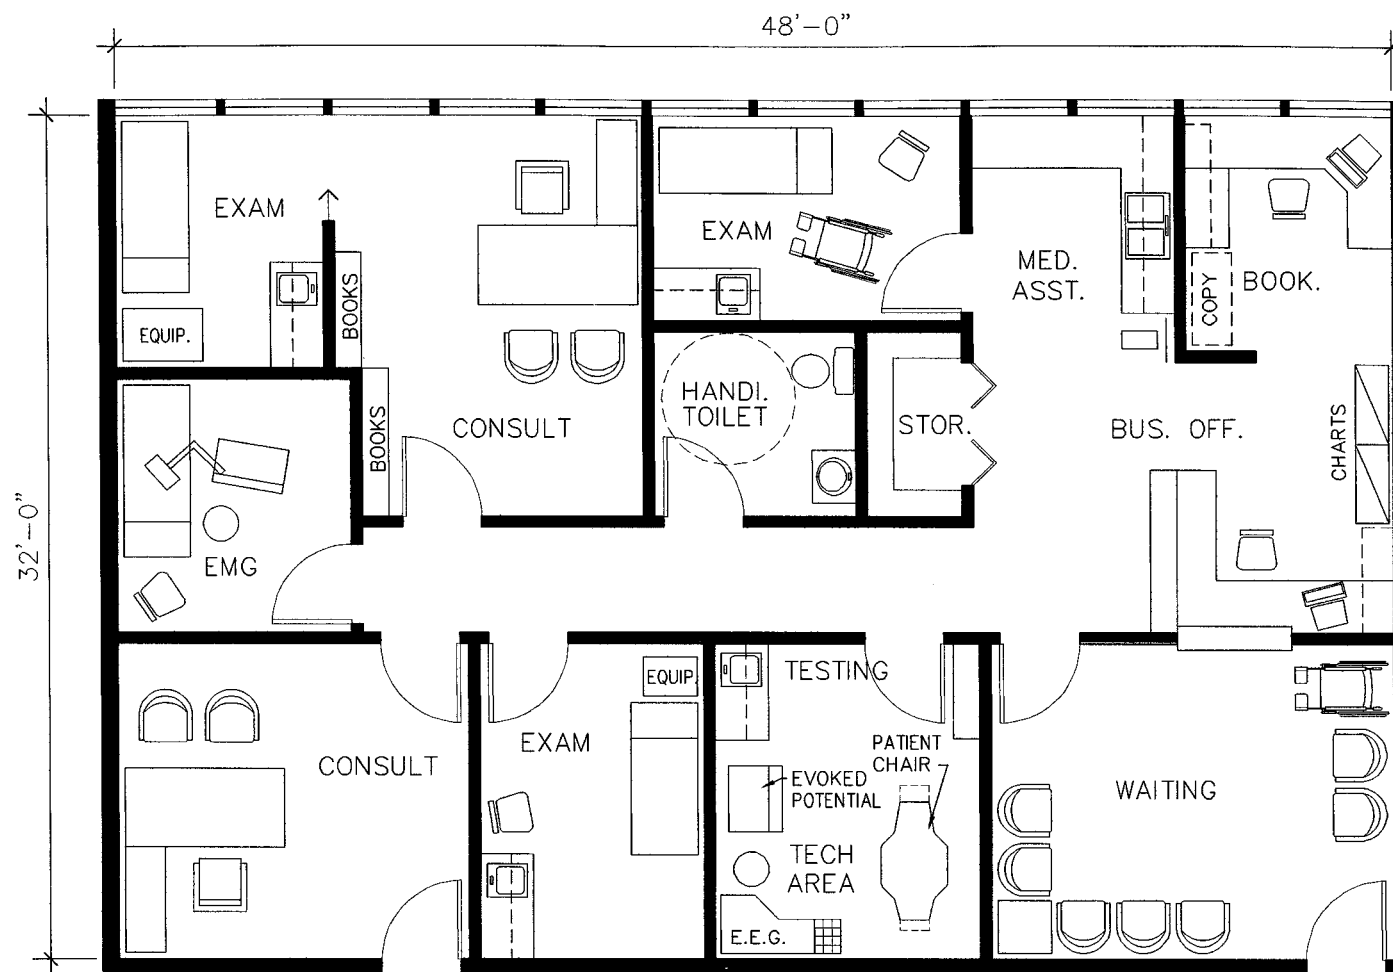 48'-0"
32'-0"
EXAM
EQUIP.
BOOKS
BOOKS
CONSULT
EXAM
HANDI.
TOILET
STOR.
MED.
ASST.
COPY
BOOK.
BUS. OFF.
CHARTS
EMG
CONSULT
EXAM
EQUIP.
TESTING
PATIENT
CHAIR
EVOKED
POTENTIAL
TECH
AREA
E.E.G.
WAITING